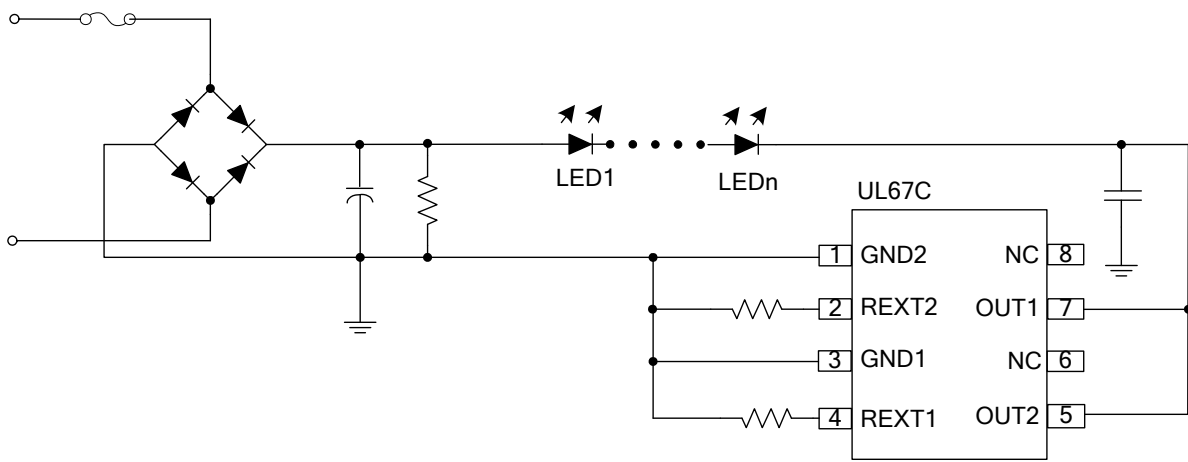 LED1
LEDn
UL67C
1 GND2 NC 8
2 REXT2 OUT1 7
3 GND1 NC 6
4 REXT1 OUT2 5